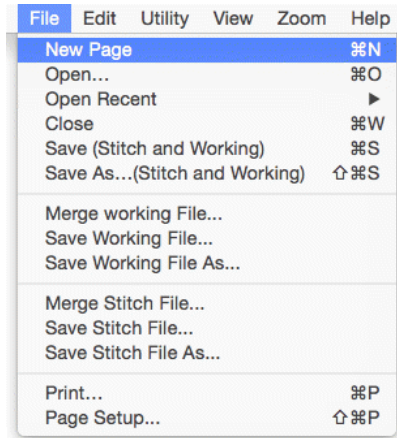 File Edit Utility View Zoom Help
New Page ⌘N
Open... ⌘O
Open Recent ▶
Close ⌘W
Save (Stitch and Working) ⌘S
Save As...(Stitch and Working) ⇧⌘S
Merge working File...
Save Working File...
Save Working File As...
Merge Stitch File...
Save Stitch File...
Save Stitch File As...
Print... ⌘P
Page Setup... ⇧⌘P